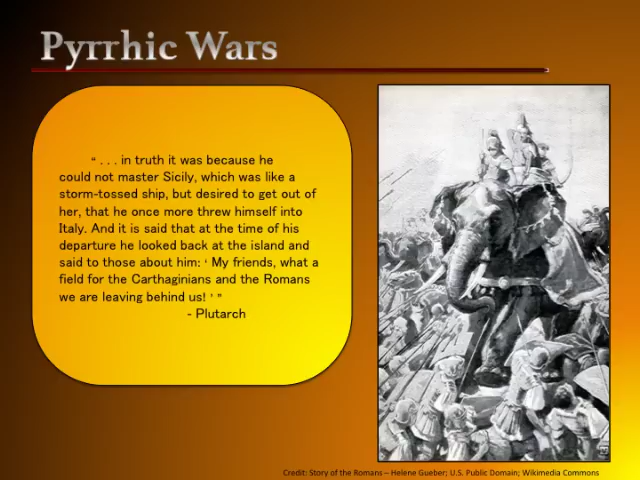 Pyrrhic Wars
“ . . . in truth it was because he
could not master Sicily, which was like a
storm-tossed ship, but desired to get out of
her, that he once more threw himself into
Italy. And it is said that at the time of his
departure he looked back at the island and
said to those about him: ‘ My friends, what a
field for the Carthaginians and the Romans
we are leaving behind us! ’ ”
- Plutarch
Credit: Story of the Romans – Helene Gueber; U.S. Public Domain; Wikimedia Commons